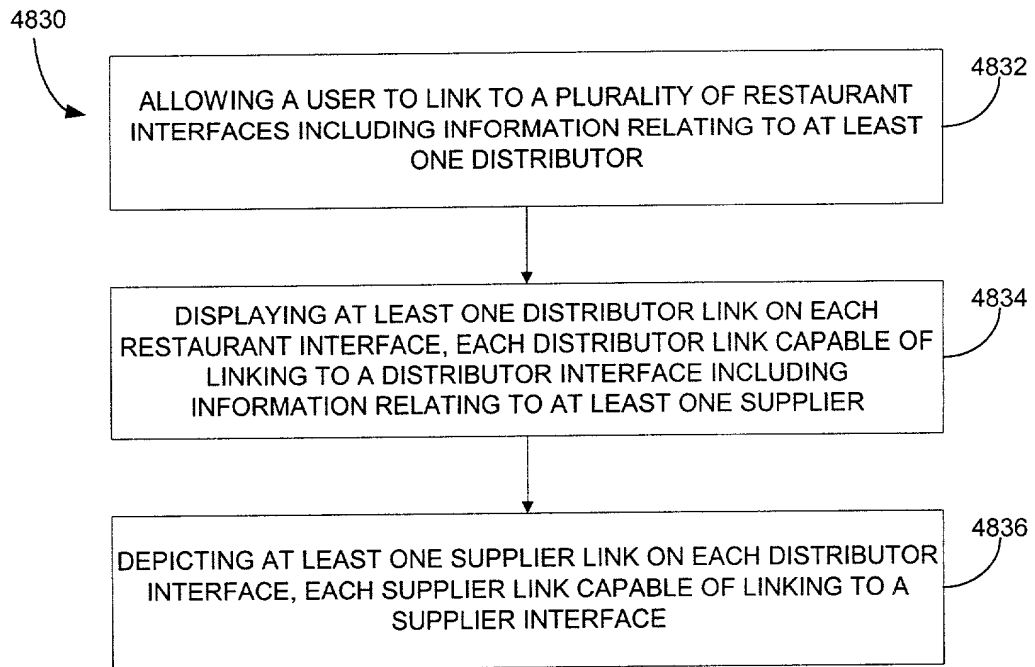 4830
4832
ALLOWING A USER TO LINK TO A PLURALITY OF RESTAURANT
INTERFACES INCLUDING INFORMATION RELATING TO AT LEAST
ONE DISTRIBUTOR
4834
DISPLAYING AT LEAST ONE DISTRIBUTOR LINK ON EACH
RESTAURANT INTERFACE, EACH DISTRIBUTOR LINK CAPABLE OF
LINKING TO A DISTRIBUTOR INTERFACE INCLUDING
INFORMATION RELATING TO AT LEAST ONE SUPPLIER
4836
DEPICTING AT LEAST ONE SUPPLIER LINK ON EACH DISTRIBUTOR
INTERFACE, EACH SUPPLIER LINK CAPABLE OF LINKING TO A
SUPPLIER INTERFACE